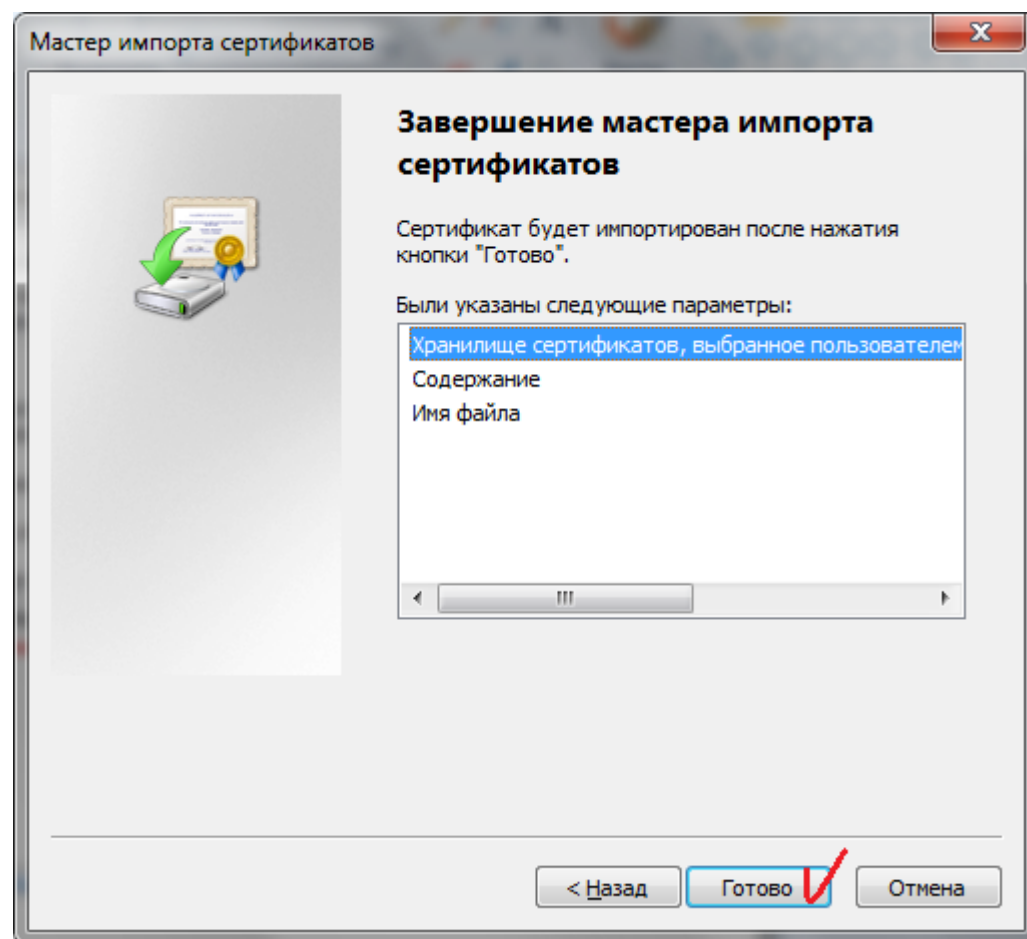 Мастер импорта сертификатов
Завершение мастера импорта
сертификатов
Сертификат будет импортирован после нажатия
кнопки "Готово".
Были указаны следующие параметры:
Хранилище сертификатов, выбранное пользователем
Содержание
Имя файла
< Назад
Готово
Отмена